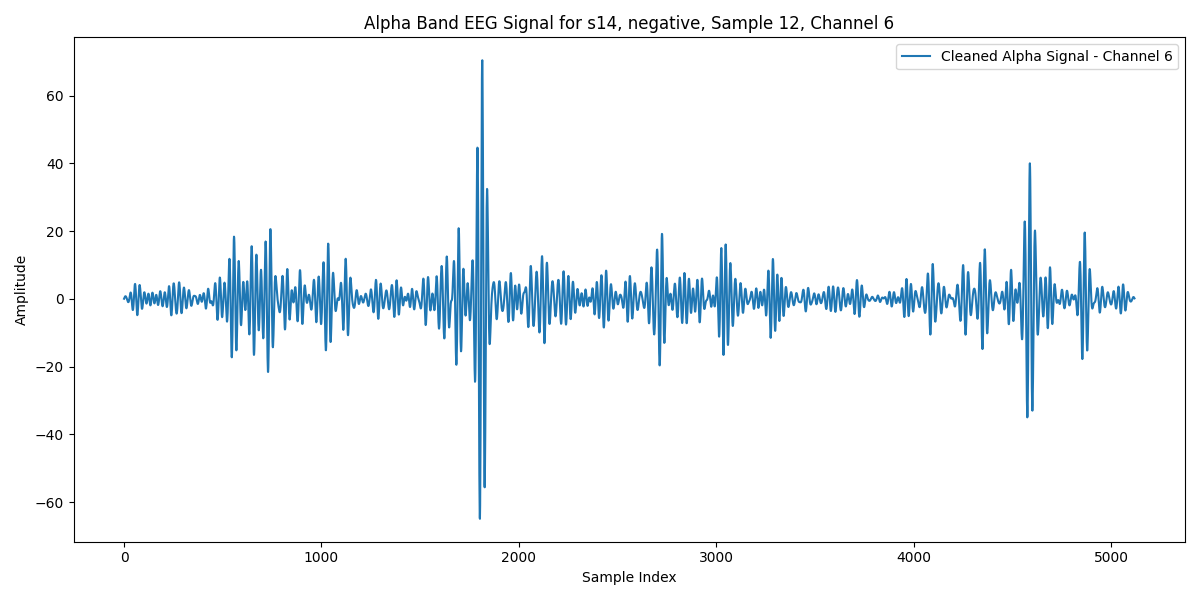 Alpha Band EEG Signal for s14, negative, Sample 12, Channel 6
Cleaned Alpha Signal - Channel 6
Amplitude
60
40
20
0
−20
−40
−60
0 1000 2000 3000 4000 5000
Sample Index